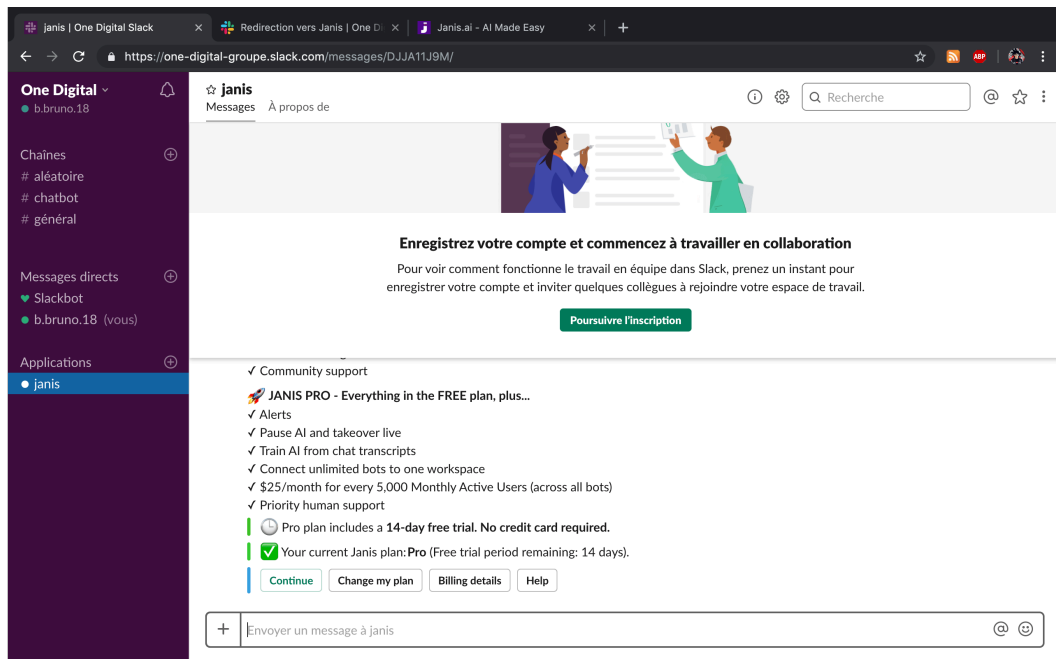 janis | One Digital Slack
Redirection vers Janis | One Di
Janis.ai - AI Made Easy
https://one-digital-groupe.slack.com/messages/DJJA11J9M/
ABP
One Digital
b.bruno.18
janis
Messages À propos de
Recherche
Chaînes
# aléatoire
# chatbot
# général
Messages directs
Slackbot
b.bruno.18 (vous)
Applications
janis
Enregistrez votre compte et commencez à travailler en collaboration
Pour voir comment fonctionne le travail en équipe dans Slack, prenez un instant pour
enregistrer votre compte et inviter quelques collègues à rejoindre votre espace de travail.
Poursuivre l'inscription
✓ Community support
🚀 JANIS PRO - Everything in the FREE plan, plus...
✓ Alerts
✓ Pause AI and takeover live
✓ Train AI from chat transcripts
✓ Connect unlimited bots to one workspace
✓ $25/month for every 5,000 Monthly Active Users (across all bots)
✓ Priority human support
🕒 Pro plan includes a 14-day free trial. No credit card required.
✅ Your current Janis plan: Pro (Free trial period remaining: 14 days).
Continue Change my plan Billing details Help
Envoyer un message à janis